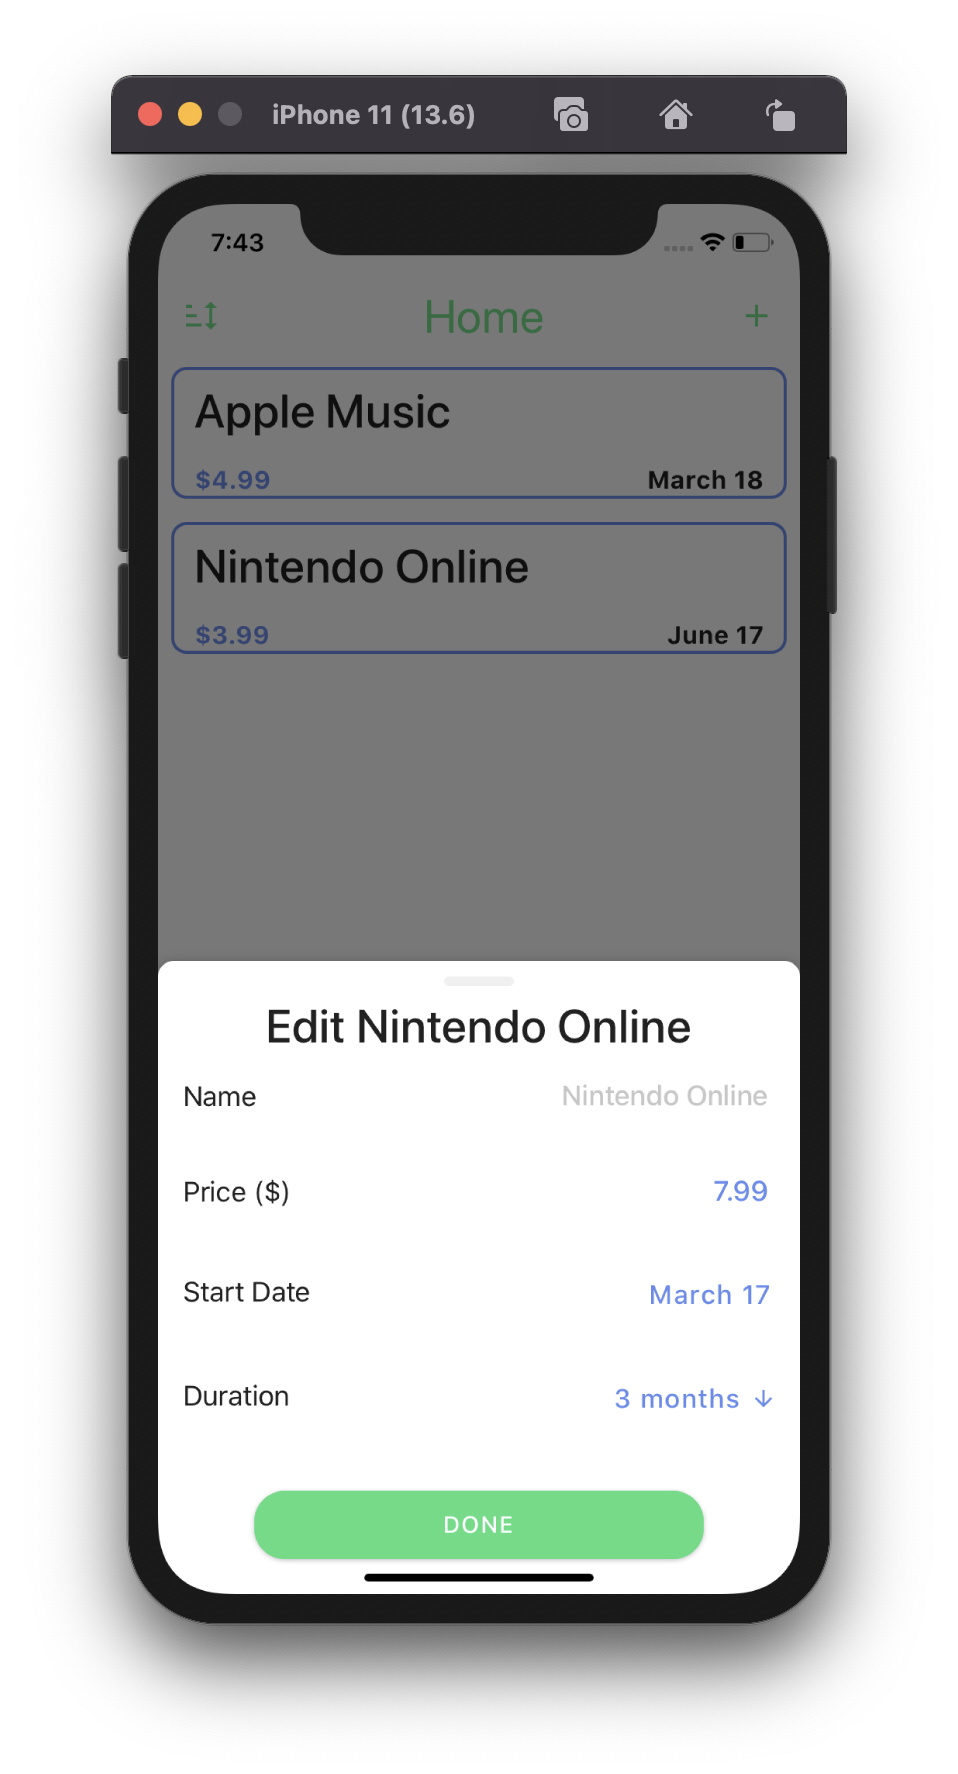 iPhone 11 (13.6)
7:43
Home
Apple Music
$4.99 March 18
Nintendo Online
$3.99 June 17
Edit Nintendo Online
Name Nintendo Online
Price ($) 7.99
Start Date March 17
Duration 3 months
DONE